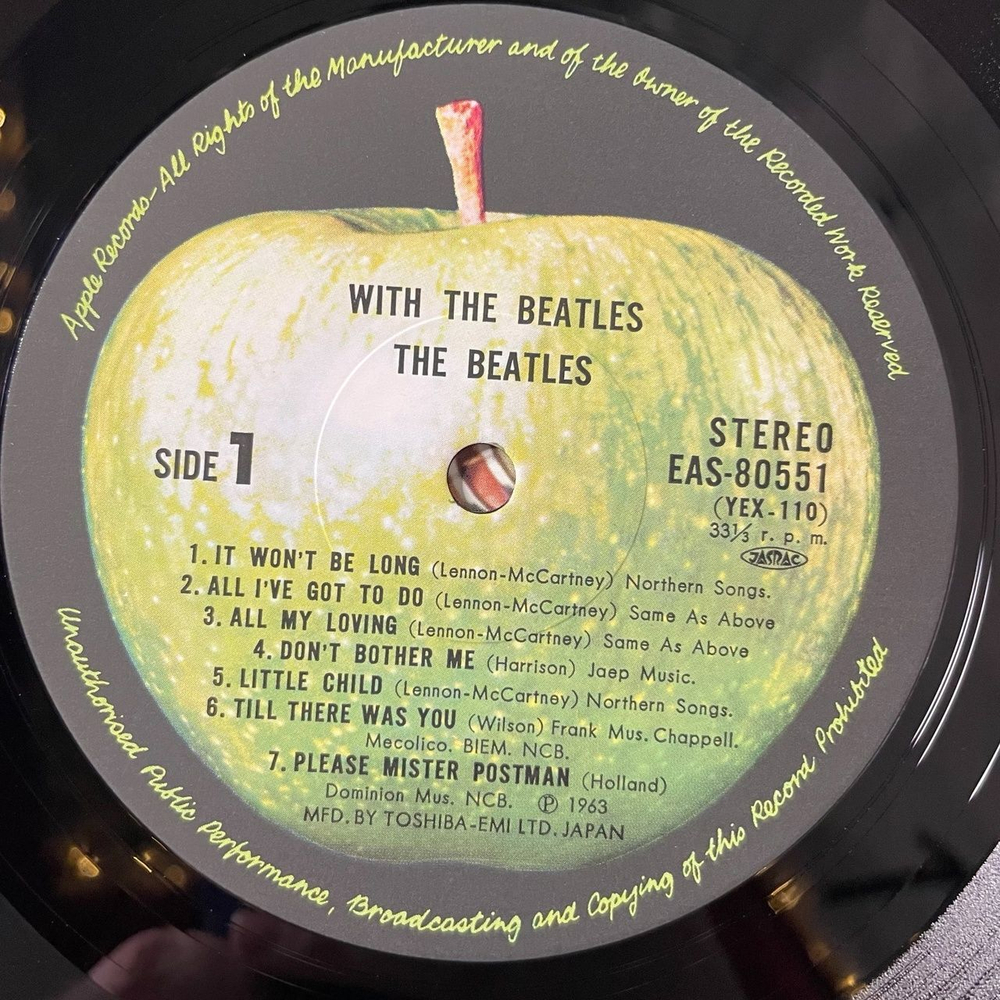 Apple Records-All Rights of the Manufacturer and of the Owner of the Recorded Work Reserved
WITH THE BEATLES
THE BEATLES
SIDE 1
STEREO
EAS-80551
(YEX-110)
33⅓ r. p. m.
JASRAC
1. IT WON'T BE LONG (Lennon-McCartney) Northern Songs.
2. ALL I'VE GOT TO DO (Lennon-McCartney) Same As Above
3. ALL MY LOVING (Lennon-McCartney) Same As Above
4. DON'T BOTHER ME (Harrison) Jaep Music.
5. LITTLE CHILD (Lennon-McCartney) Northern Songs.
6. TILL THERE WAS YOU (Wilson) Frank Mus. Chappell.
Mecolico. BIEM. NCB.
7. PLEASE MISTER POSTMAN (Holland)
Dominion Mus. NCB. ℗ 1963
MFD. BY TOSHIBA-EMI LTD. JAPAN
Unauthorised Public Performance, Broadcasting and Copying of this Record Prohibited